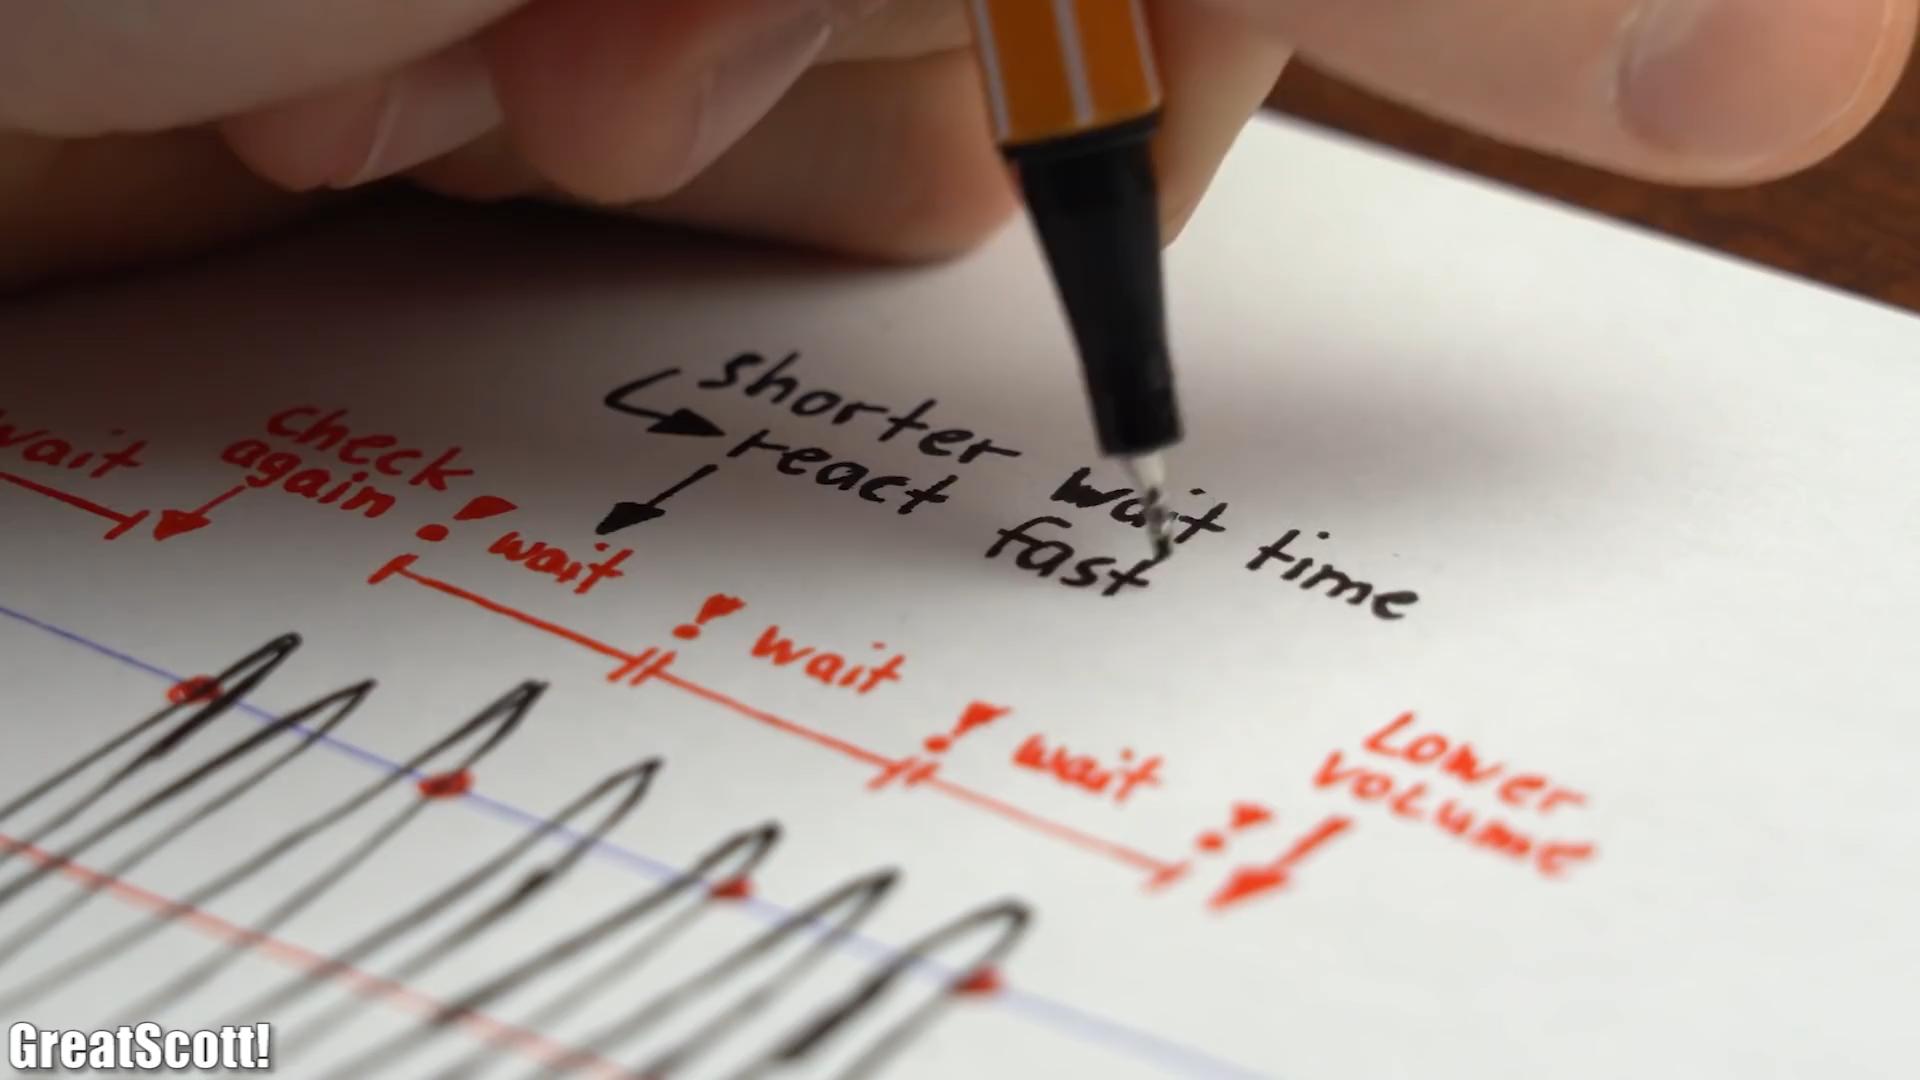 shorter wait time
react fast
wait
check
again
! wait
! wait
! wait
!
Lower
volume
GreatScott!